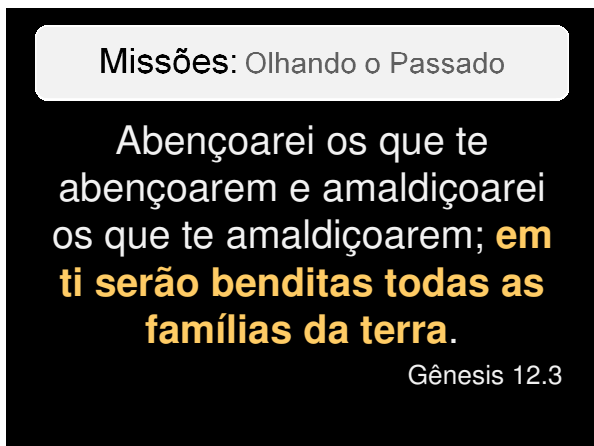 Missões: Olhando o Passado
Abençoarei os que te
abençoarem e amaldiçoarei
os que te amaldiçoarem; em
ti serão benditas todas as
famílias da terra.
Gênesis 12.3